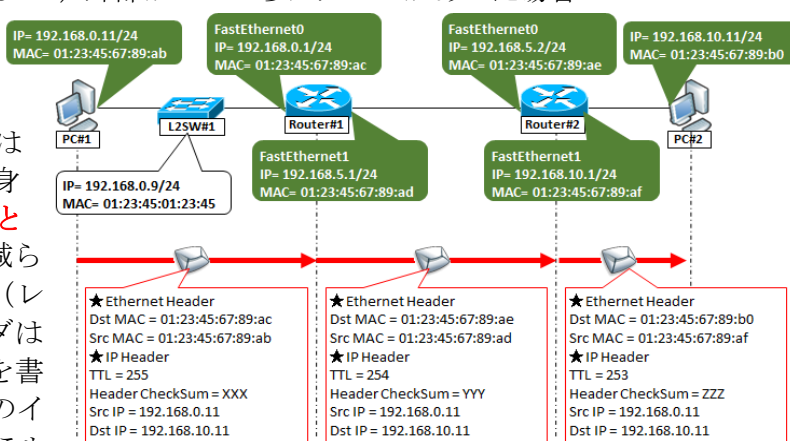 IP= 192.168.0.11/24
MAC= 01:23:45:67:89:ab
FastEthernet0
IP= 192.168.0.1/24
MAC= 01:23:45:67:89:ac
FastEthernet0
IP= 192.168.5.2/24
MAC= 01:23:45:67:89:ae
IP= 192.168.10.11/24
MAC= 01:23:45:67:89:b0
PC#1
L2SW#1
Router#1
Router#2
PC#2
IP= 192.168.0.9/24
MAC= 01:23:45:01:23:45
FastEthernet1
IP= 192.168.5.1/24
MAC= 01:23:45:67:89:ad
FastEthernet1
IP= 192.168.10.1/24
MAC= 01:23:45:67:89:af
は
身
と
減ら
(レ
ダは
を書
のイ
★Ethernet Header
Dst MAC = 01:23:45:67:89:ac
Src MAC = 01:23:45:67:89:ab
★IP Header
TTL = 255
Header CheckSum = XXX
Src IP = 192.168.0.11
Dst IP = 192.168.10.11
★Ethernet Header
Dst MAC = 01:23:45:67:89:ae
Src MAC = 01:23:45:67:89:ad
★IP Header
TTL = 254
Header CheckSum = YYY
Src IP = 192.168.0.11
Dst IP = 192.168.10.11
★Ethernet Header
Dst MAC = 01:23:45:67:89:b0
Src MAC = 01:23:45:67:89:af
★IP Header
TTL = 253
Header CheckSum = ZZZ
Src IP = 192.168.0.11
Dst IP = 192.168.10.11